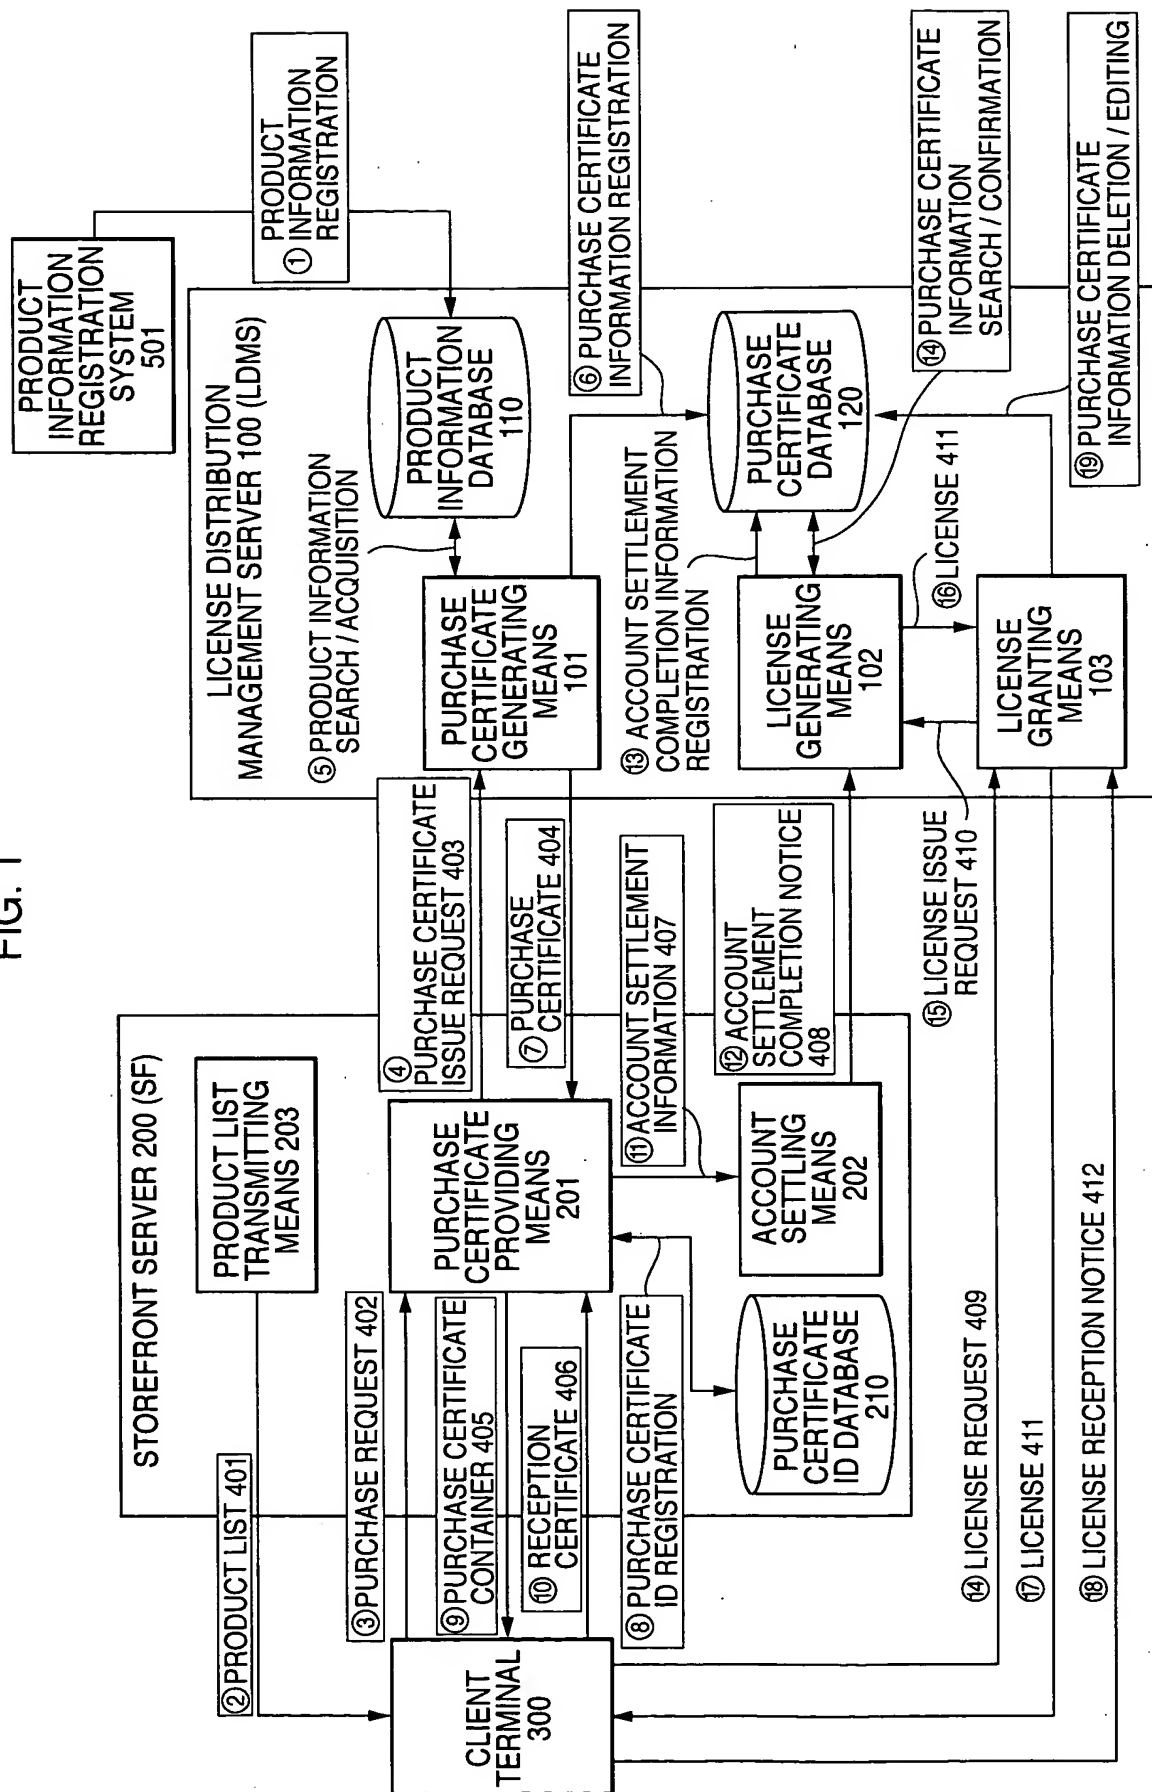 FIG. 1
PRODUCT
INFORMATION
REGISTRATION
SYSTEM
501
PRODUCT
① INFORMATION
REGISTRATION
LICENSE DISTRIBUTION
MANAGEMENT SERVER 100 (LDMS)
⑤ PRODUCT INFORMATION
SEARCH / ACQUISITION
PRODUCT
INFORMATION
DATABASE
110
PURCHASE
CERTIFICATE
GENERATING
MEANS
101
⑥ PURCHASE CERTIFICATE
INFORMATION REGISTRATION
⑬ ACCOUNT SETTLEMENT
COMPLETION INFORMATION
REGISTRATION
PURCHASE
CERTIFICATE
DATABASE
120
⑭ PURCHASE CERTIFICATE
INFORMATION
SEARCH / CONFIRMATION
LICENSE
GENERATING
MEANS
102
⑯ LICENSE 411
LICENSE
GRANTING
MEANS
103
⑲ PURCHASE CERTIFICATE
INFORMATION DELETION / EDITING
④
PURCHASE CERTIFICATE
ISSUE REQUEST 403
⑦ PURCHASE
CERTIFICATE 404
⑪ ACCOUNT SETTLEMENT
INFORMATION 407
⑫ ACCOUNT
SETTLEMENT
COMPLETION NOTICE
408
⑮ LICENSE ISSUE
REQUEST 410
STOREFRONT SERVER 200 (SF)
PRODUCT LIST
TRANSMITTING
MEANS 203
PURCHASE
CERTIFICATE
PROVIDING
MEANS
201
ACCOUNT
SETTLING
MEANS
202
PURCHASE
CERTIFICATE
ID DATABASE
210
② PRODUCT LIST 401
③ PURCHASE REQUEST 402
⑨ PURCHASE CERTIFICATE
CONTAINER 405
⑩ RECEPTION
CERTIFICATE 406
⑧ PURCHASE CERTIFICATE
ID REGISTRATION
CLIENT
TERMINAL
300
⑭ LICENSE REQUEST 409
⑰ LICENSE 411
⑱ LICENSE RECEPTION NOTICE 412